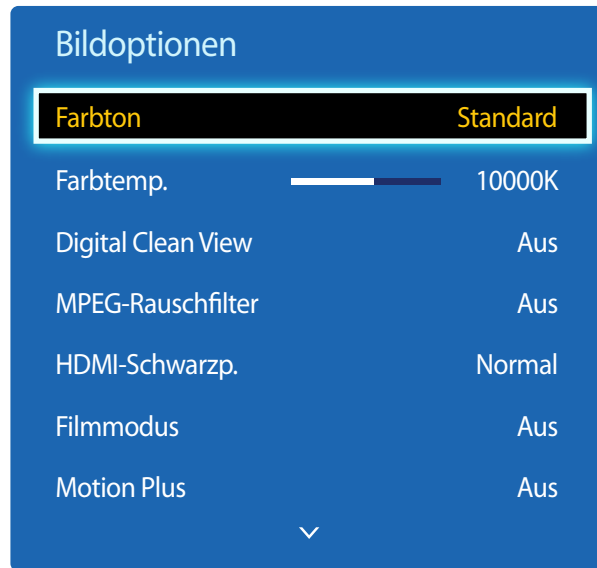 Bildoptionen
Farbton Standard
Farbtemp. 10000K
Digital Clean View Aus
MPEG-Rauschfilter Aus
HDMI-Schwarzp. Normal
Filmmodus Aus
Motion Plus Aus